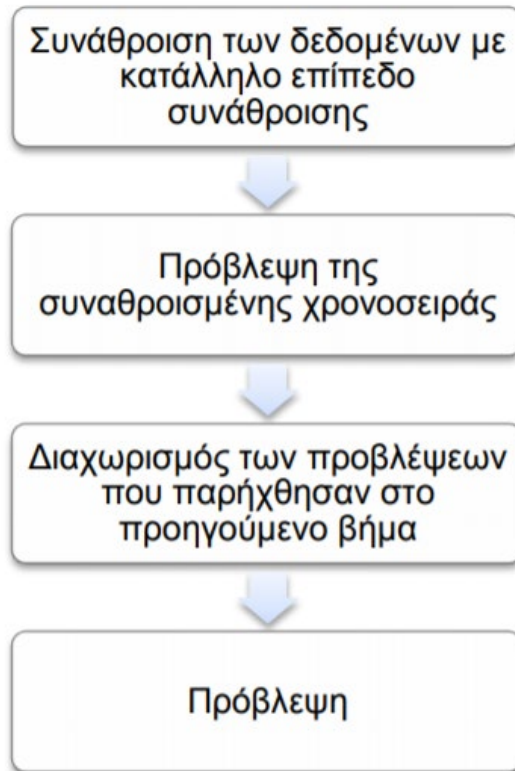 Συνάθροιση των δεδομένων με
κατάλληλο επίπεδο
συνάθροισης
Πρόβλεψη της
συναθροισμένης χρονοσειράς
Διαχωρισμός των προβλέψεων
που παρήχθησαν στο
προηγούμενο βήμα
Πρόβλεψη